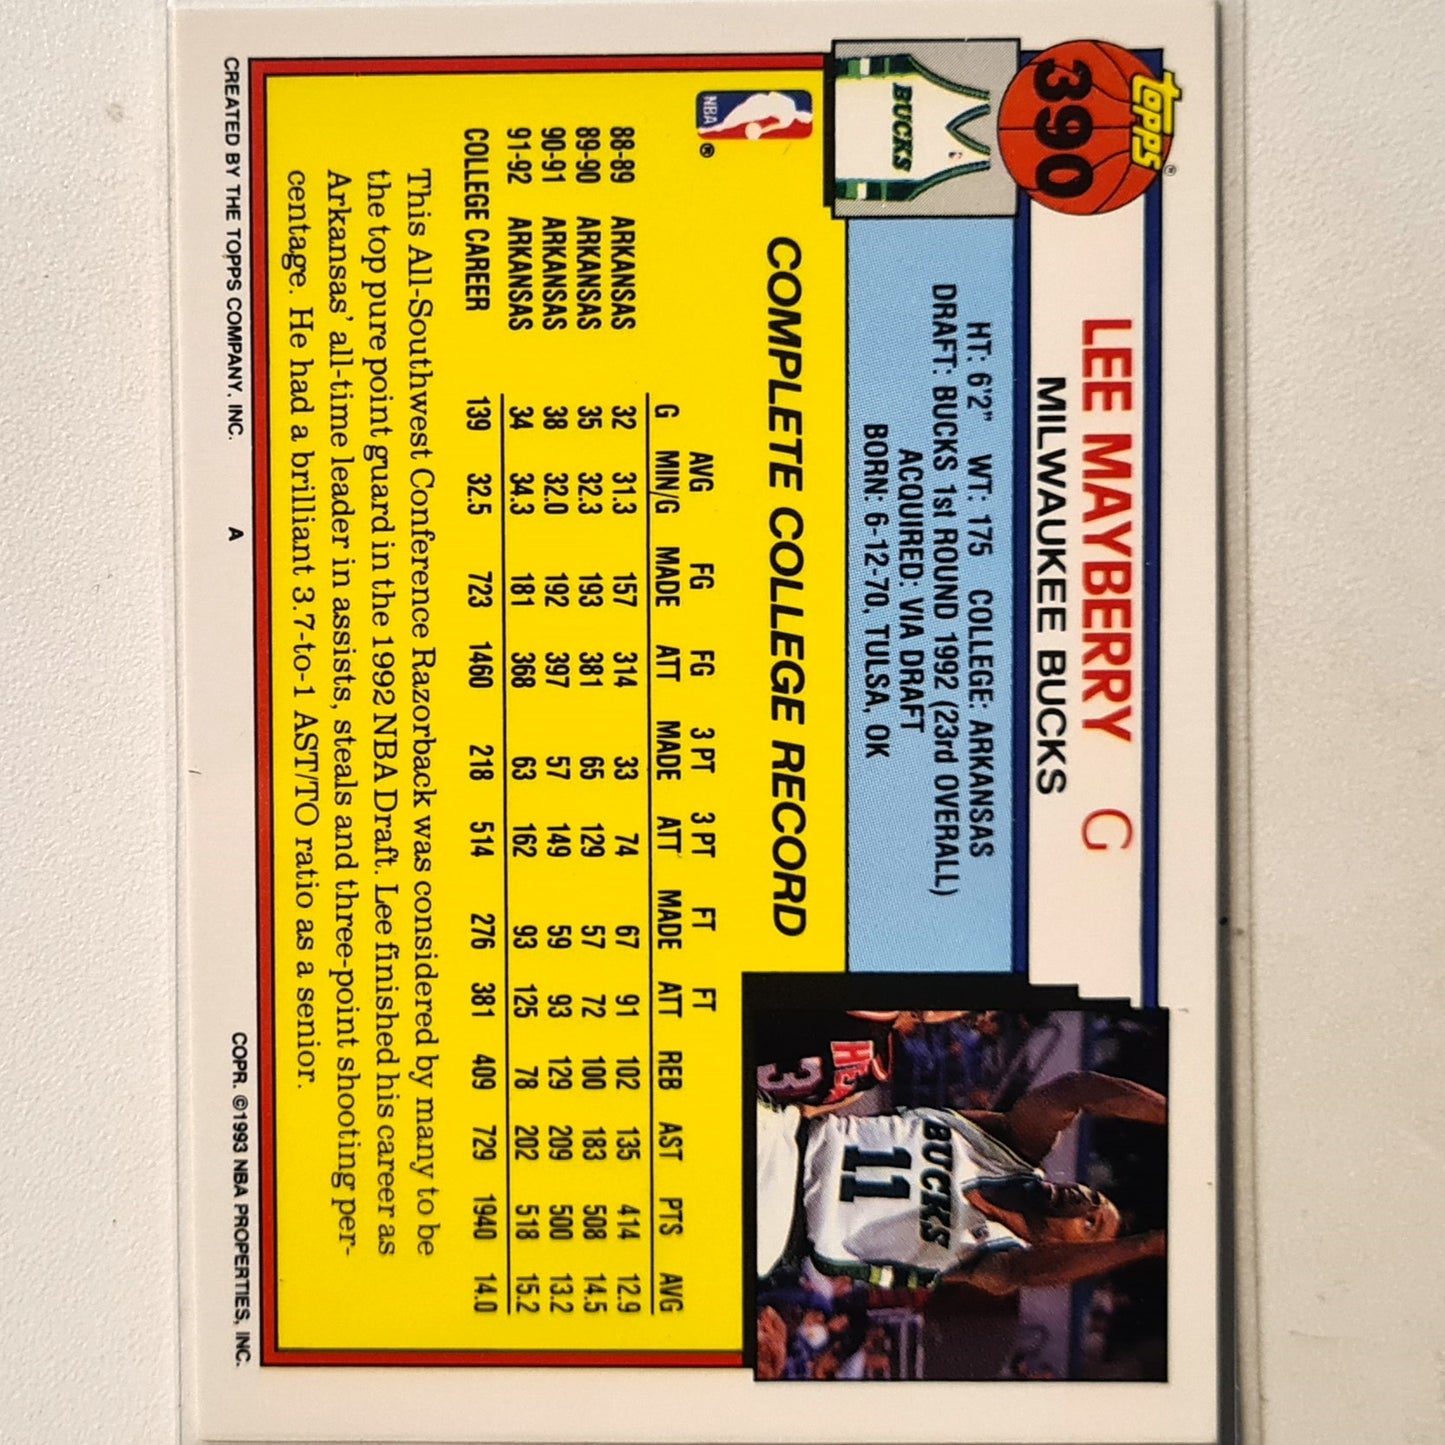 topps®
390
LEE MAYBERRY G
MILWAUKEE BUCKS
BUCKS
HT: 6'2" WT: 175 COLLEGE: ARKANSAS
DRAFT: BUCKS 1st ROUND 1992 (23rd OVERALL)
ACQUIRED: VIA DRAFT
BORN: 6-12-70, TULSA, OK
HEA
3
BUCKS
11
NBA ®
COMPLETE COLLEGE RECORD
AVG FG FG 3 PT 3 PT FT FT
G MIN/G MADE ATT MADE ATT MADE ATT REB AST PTS AVG
88-89 ARKANSAS 32 31.3 157 314 33 74 67 91 102 135 414 12.9
89-90 ARKANSAS 35 32.3 193 381 65 129 57 72 100 183 508 14.5
90-91 ARKANSAS 38 32.0 192 397 57 149 59 93 129 209 500 13.2
91-92 ARKANSAS 34 34.3 181 368 63 162 93 125 78 202 518 15.2
COLLEGE CAREER 139 32.5 723 1460 218 514 276 381 409 729 1940 14.0
This All-Southwest Conference Razorback was considered by many to be
the top pure point guard in the 1992 NBA Draft. Lee finished his career as
Arkansas' all-time leader in assists, steals and three-point shooting per-
centage. He had a brilliant 3.7-to-1 AST/TO ratio as a senior.
CREATED BY THE TOPPS COMPANY, INC. A COPR. ©1993 NBA PROPERTIES, INC.